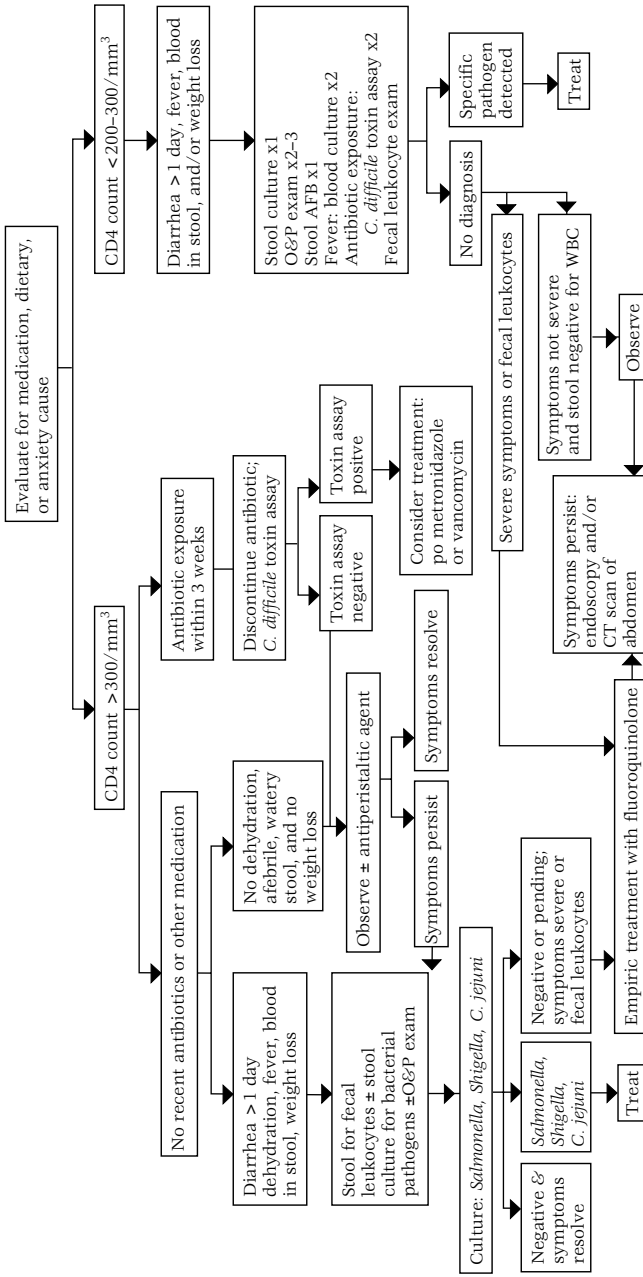 Evaluate for medication, dietary,
or anxiety cause
CD4 count >300/mm³
CD4 count <200–300/mm³
No recent antibiotics or other medication
Antibiotic exposure
within 3 weeks
Diarrhea >1 day, fever, blood
in stool, and/or weight loss
Diarrhea >1 day
dehydration, fever, blood
in stool, weight loss
No dehydration,
afebrile, watery
stool, and no
weight loss
Discontinue antibiotic;
C. difficile toxin assay
Stool culture x1
O&P exam x2–3
Stool AFB x1
Fever: blood culture x2
Antibiotic exposure:
C. difficile toxin assay x2
Fecal leukocyte exam
Toxin assay
negative
Toxin assay
positve
Stool for fecal
leukocytes ± stool
culture for bacterial
pathogens ±O&P exam
Observe ± antiperistaltic agent
Consider treatment:
po metronidazole
or vancomycin
Symptoms persist
Symptoms resolve
No diagnosis
Specific
pathogen
detected
Treat
Culture: Salmonella, Shigella, C. jejuni
Severe symptoms or fecal leukocytes
Symptoms not severe
and stool negative for WBC
Negative &
symptoms
resolve
Salmonella,
Shigella,
C. jejuni
Negative or pending;
symptoms severe or
fecal leukocytes
Treat
Empiric treatment with fluoroquinolone
Symptoms persist:
endoscopy and/or
CT scan of
abdomen
Observe